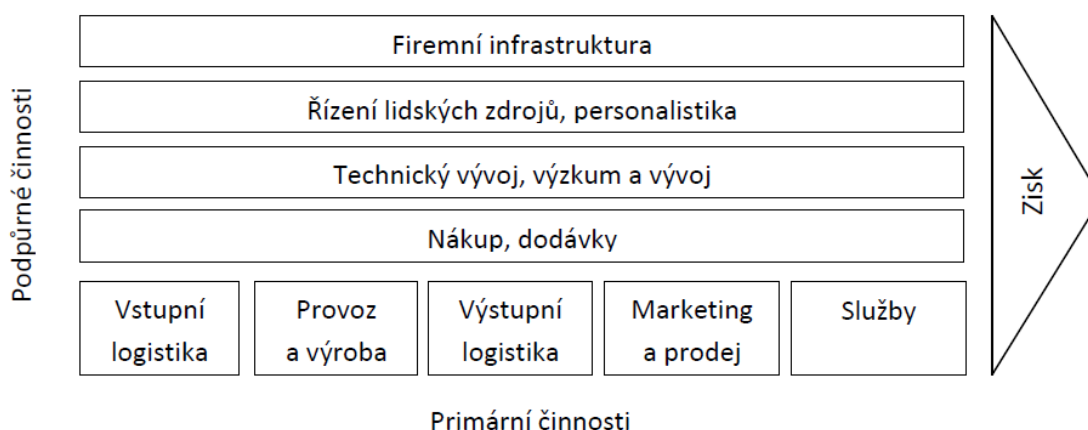 Firemní infrastruktura
Řízení lidských zdrojů, personalistika
Technický vývoj, výzkum a vývoj
Nákup, dodávky
Podpůrné činnosti
Vstupní
logistika
Provoz
a výroba
Výstupní
logistika
Marketing
a prodej
Služby
Zisk
Primární činnosti